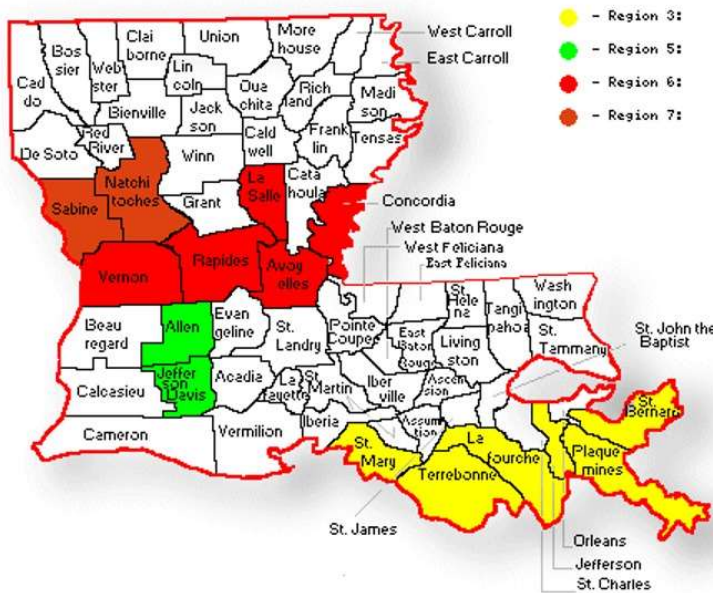 - Region 3:
- Region 5:
- Region 6:
- Region 7:
West Carroll
East Carroll
Cad
do
Bos
sier
Web
ster
Clai
borne
Union
More
house
Lin
coln
Oua
chita
Rich
land
Madi
son
Bienville
Jack
son
De Soto
Red
River
Winn
Cald
well
Frank
lin
Tensas
Natchi
toches
Sabine
Grant
La
Salle
Cata
houla
Concordia
Vernon
Rapides
Avoy
elles
West Baton Rouge
West Feliciana
East Feliciana
Beau
regard
Allen
Evan
geline
St.
Landry
Pointe
Coupee
St
Hele
na
Tangi
pahoa
Wash
ington
East
Baton
Rouge
Living
ston
St.
Tammany
St. John the
Baptist
Calcasieu
Jeffer
son
Davis
Acadia
La
fayette
St
Martin
Iber
ville
Ascen
sion
Cameron
Vermilion
Iberia
Assump
tion
St.
Mary
La
fourche
Terrebonne
St.
Bernard
Plaque
mines
St. James
Orleans
Jefferson
St. Charles